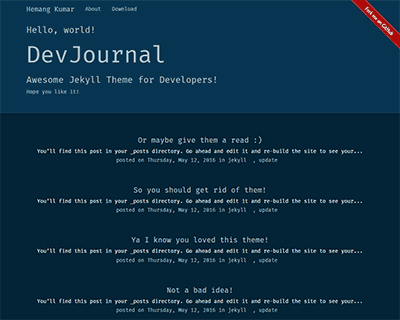 Hemang Kumar About Download
Fork me on GitHub
Hello, world!
DevJournal
Awesome Jekyll Theme for Developers!
Hope you like it!
Or maybe give them a read :)
You'll find this post in your _posts directory. Go ahead and edit it and re-build the site to see your...
posted on Thursday, May 12, 2016 in jekyll , update
So you should get rid of them!
You'll find this post in your _posts directory. Go ahead and edit it and re-build the site to see your...
posted on Thursday, May 12, 2016 in jekyll , update
Ya I know you loved this theme!
You'll find this post in your _posts directory. Go ahead and edit it and re-build the site to see your...
posted on Thursday, May 12, 2016 in jekyll , update
Not a bad idea!
You'll find this post in your _posts directory. Go ahead and edit it and re-build the site to see your...
posted on Thursday, May 12, 2016 in jekyll , update